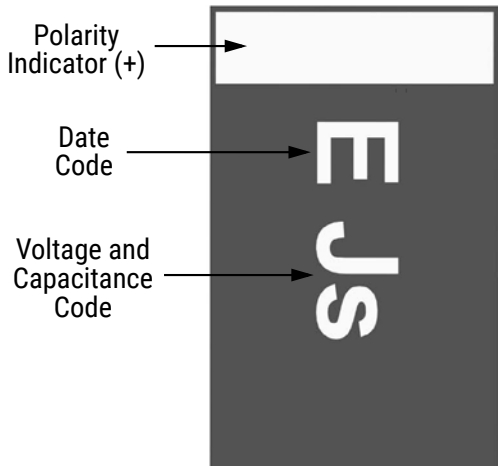 Polarity
Indicator (+)
Date
Code
Voltage and
Capacitance
Code
E Js